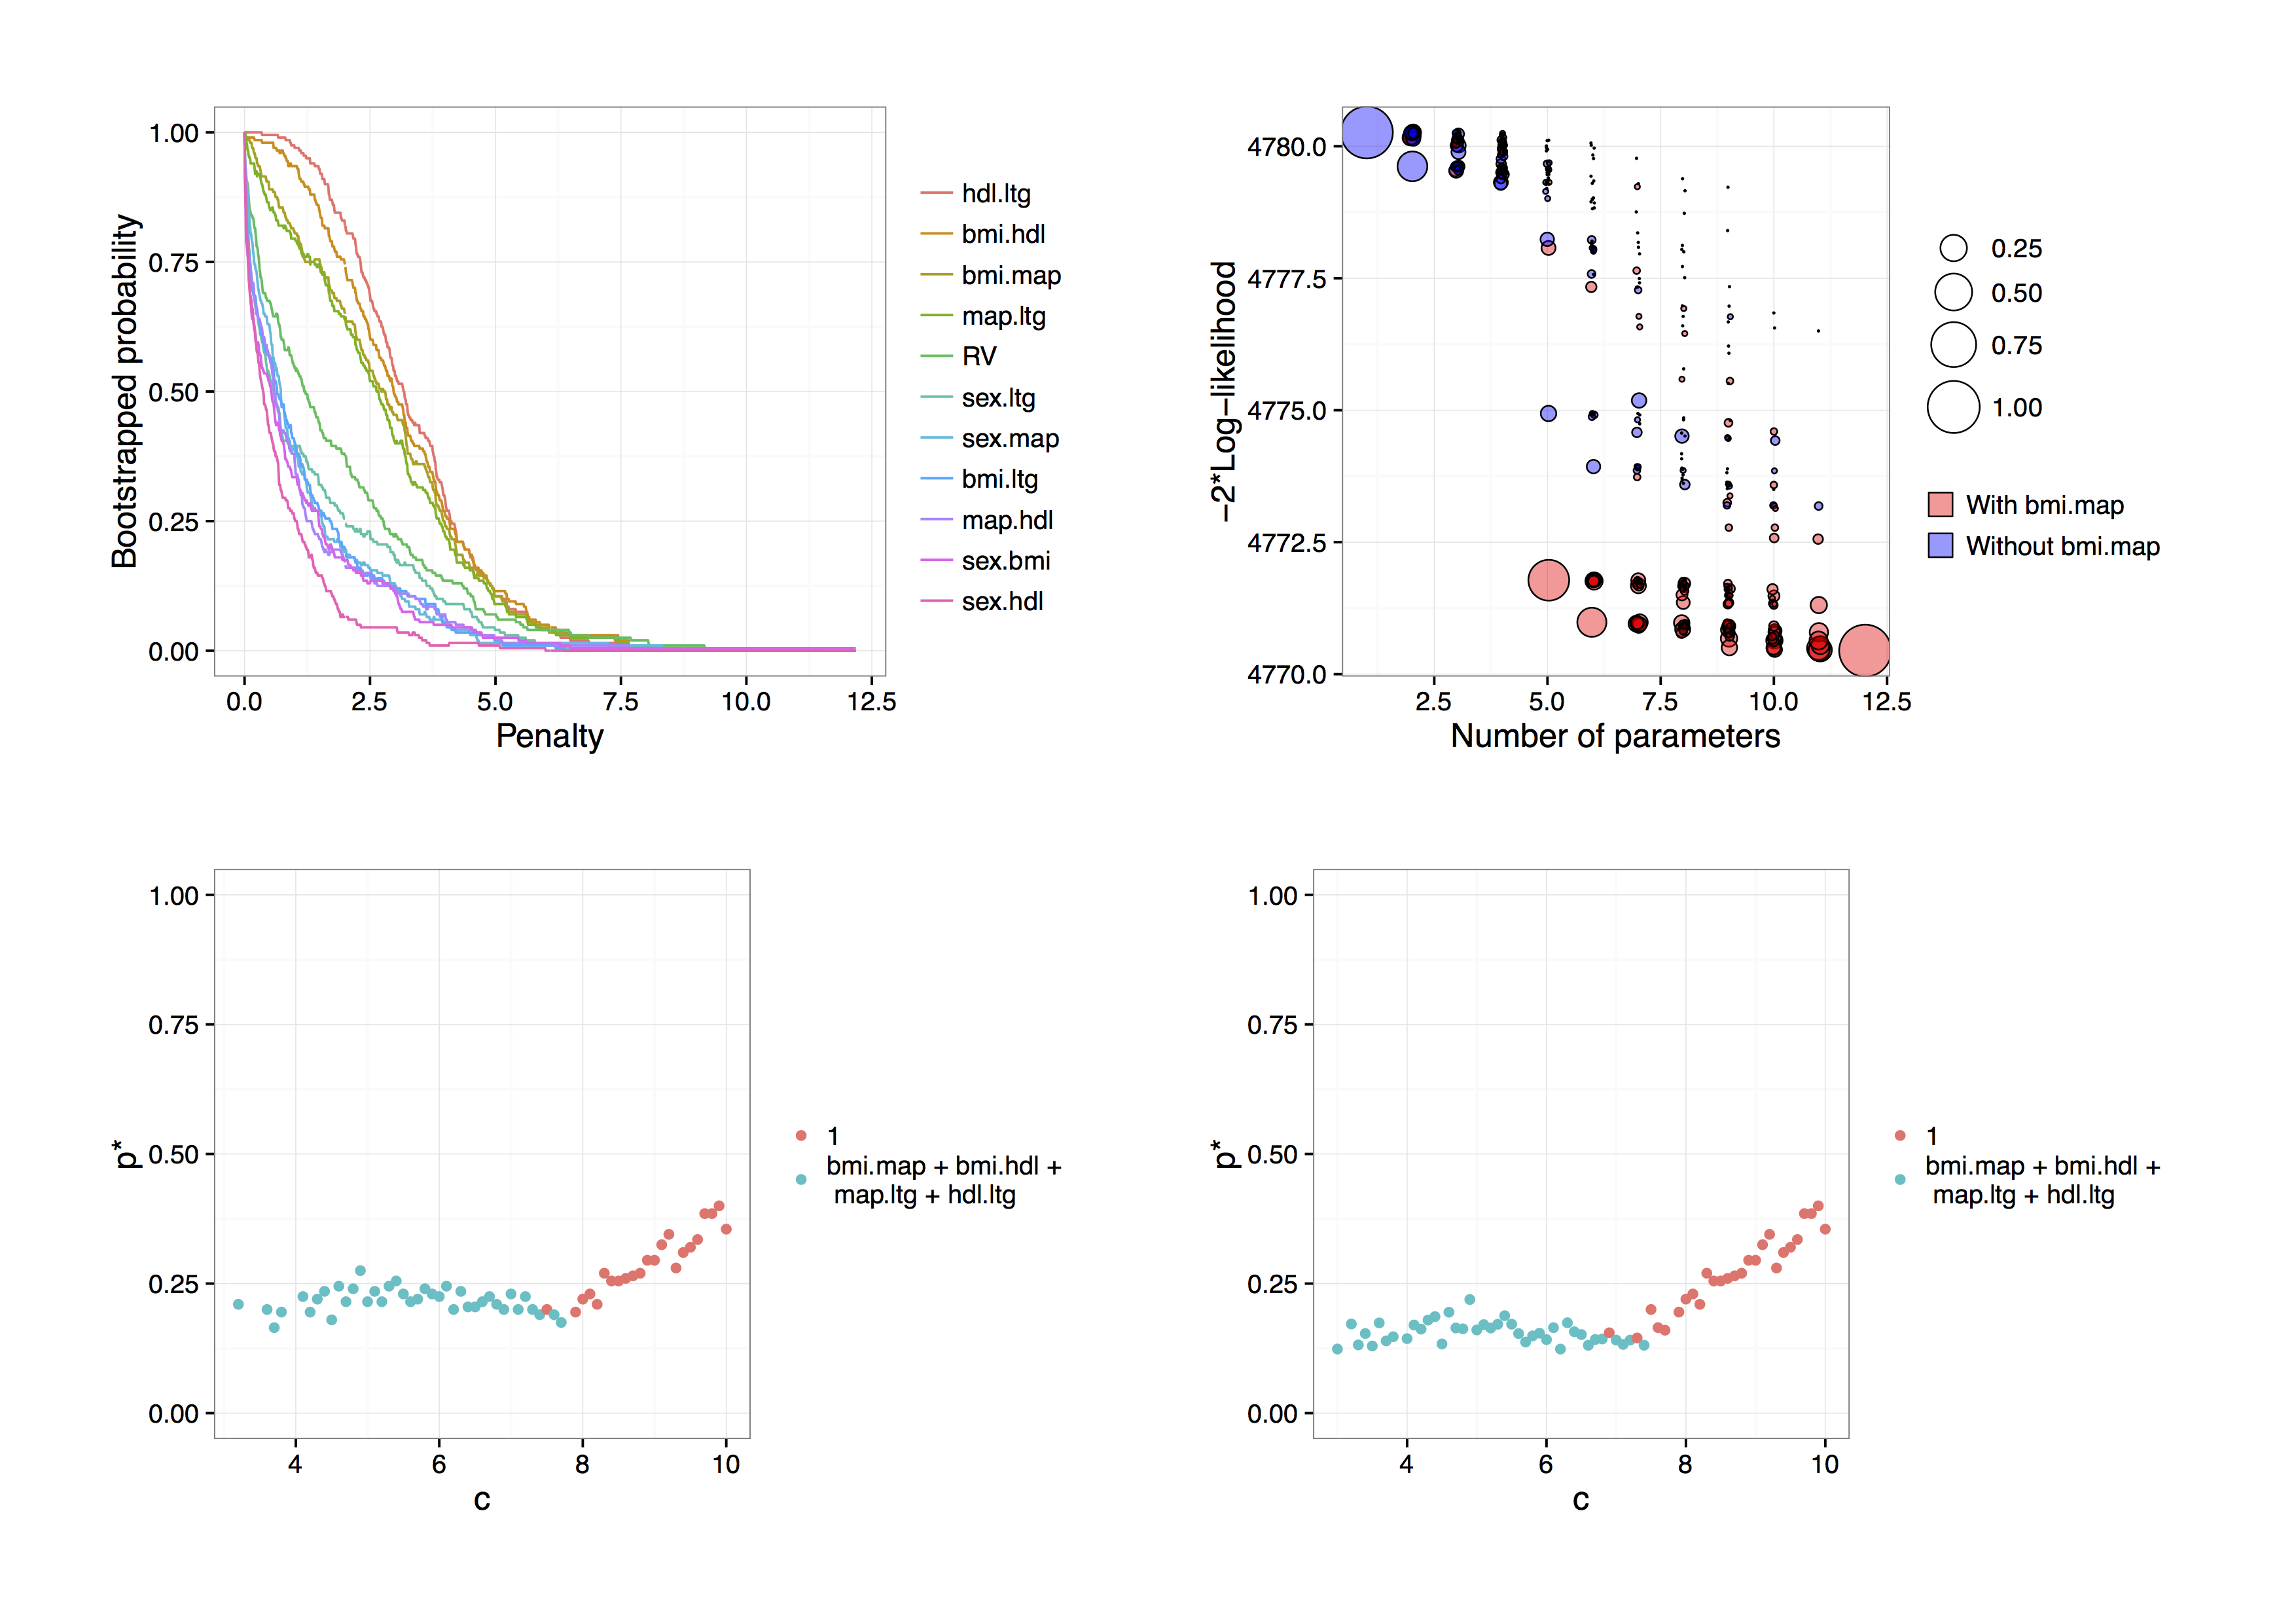 1.00
0.75
0.50
0.25
0.00
Bootstrapped probability
0.0 2.5 5.0 7.5 10.0 12.5
Penalty
hdl.ltg
bmi.hdl
bmi.map
map.ltg
RV
sex.ltg
sex.map
bmi.ltg
map.hdl
sex.bmi
sex.hdl
4780.0
4777.5
4775.0
4772.5
4770.0
−2*Log−likelihood
2.5 5.0 7.5 10.0 12.5
Number of parameters
0.25
0.50
0.75
1.00
With bmi.map
Without bmi.map
1.00
0.75
0.50
0.25
0.00
p*
4 6 8 10
c
1
bmi.map + bmi.hdl +
map.ltg + hdl.ltg
1.00
0.75
0.50
0.25
0.00
p*
4 6 8 10
c
1
bmi.map + bmi.hdl +
map.ltg + hdl.ltg